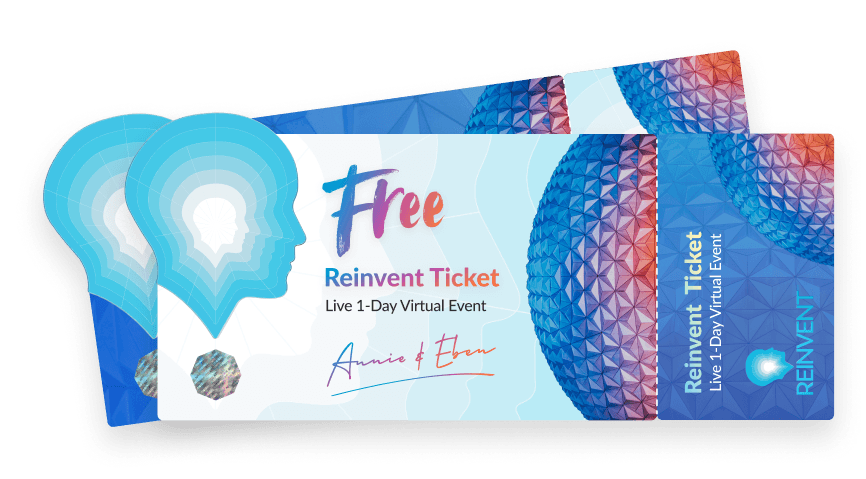 Free
Reinvent Ticket
Live 1-Day Virtual Event
Annie & Eben
Reinvent Ticket
Live 1-Day Virtual Event
REINVENT